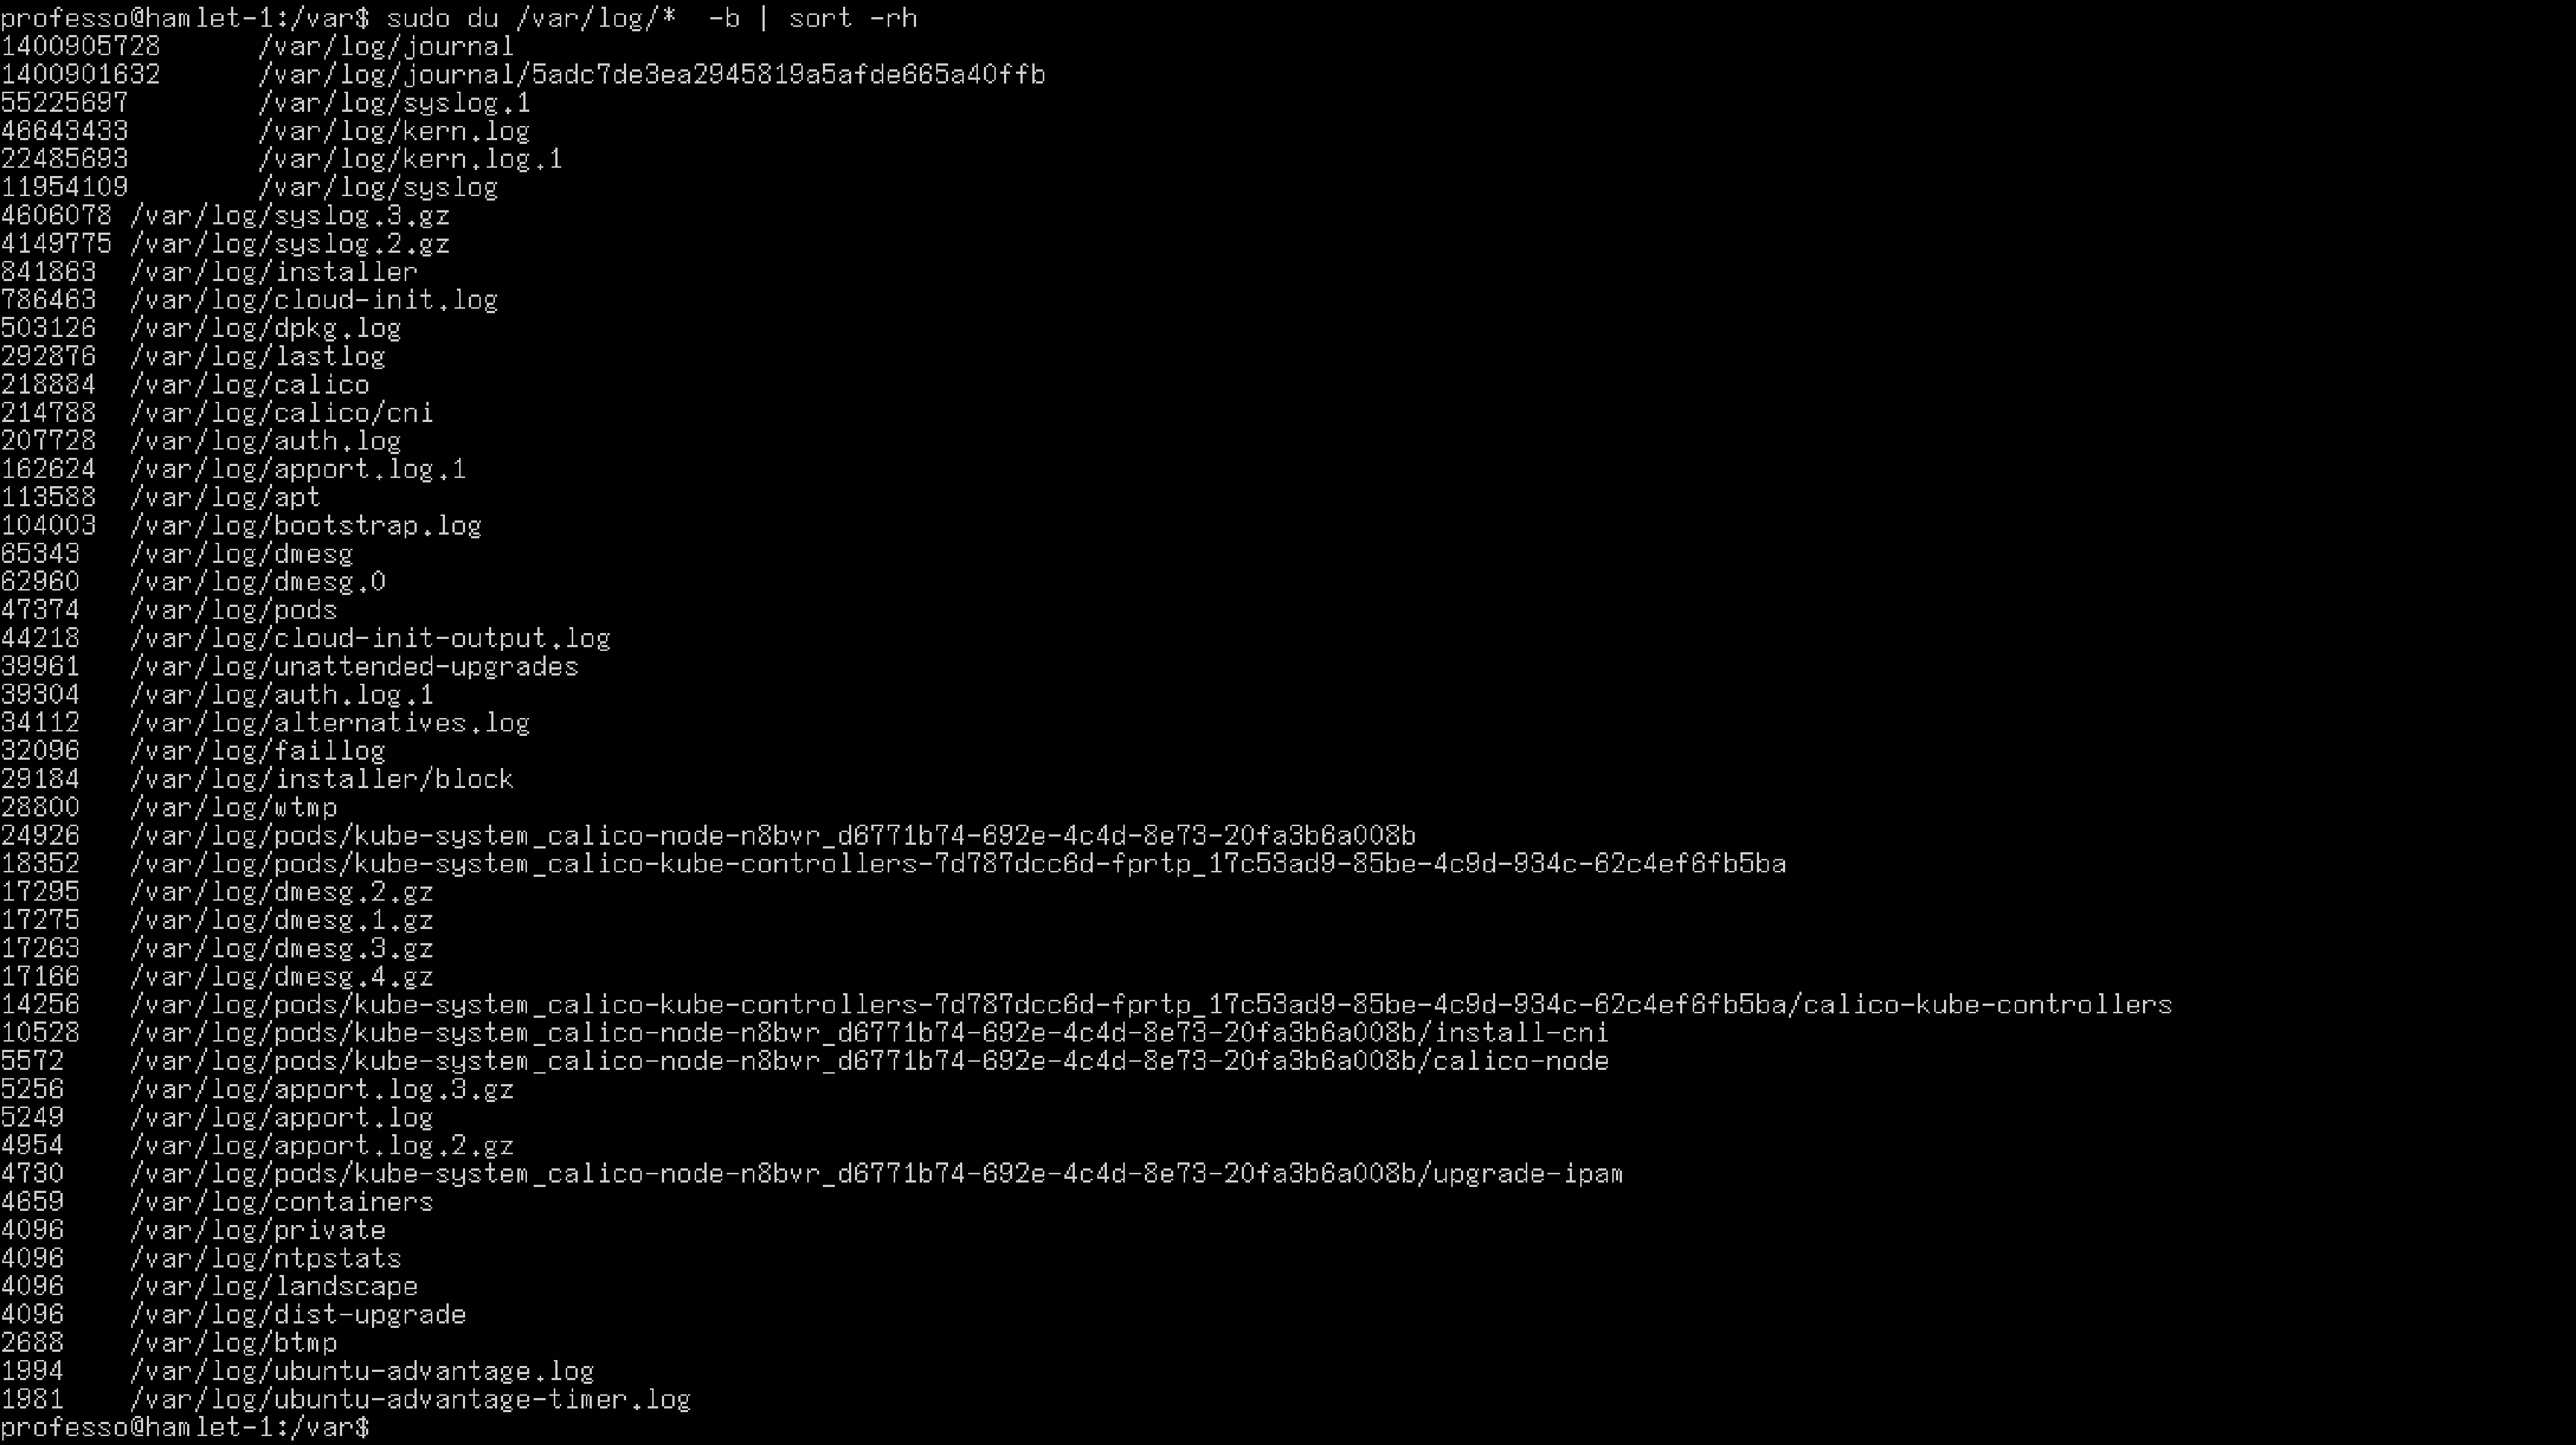 professo@hamlet-1:/var$ sudo du /var/log/*  -b | sort -rh
1400905728      /var/log/journal
1400901632      /var/log/journal/5adc7de3ea2945819a5afde665a40ffb
55225697        /var/log/syslog.1
46643433        /var/log/kern.log
22485693        /var/log/kern.log.1
11954109        /var/log/syslog
4606078 /var/log/syslog.3.gz
4149775 /var/log/syslog.2.gz
841863  /var/log/installer
786463  /var/log/cloud-init.log
503126  /var/log/dpkg.log
292876  /var/log/lastlog
218884  /var/log/calico
214788  /var/log/calico/cni
207728  /var/log/auth.log
162624  /var/log/apport.log.1
113588  /var/log/apt
104003  /var/log/bootstrap.log
65343   /var/log/dmesg
62960   /var/log/dmesg.0
47374   /var/log/pods
44218   /var/log/cloud-init-output.log
39961   /var/log/unattended-upgrades
39304   /var/log/auth.log.1
34112   /var/log/alternatives.log
32096   /var/log/faillog
29184   /var/log/installer/block
28800   /var/log/wtmp
24926   /var/log/pods/kube-system_calico-node-n8bvr_d6771b74-692e-4c4d-8e73-20fa3b6a008b
18352   /var/log/pods/kube-system_calico-kube-controllers-7d787dcc6d-fprtp_17c53ad9-85be-4c9d-934c-62c4ef6fb5ba
17295   /var/log/dmesg.2.gz
17275   /var/log/dmesg.1.gz
17263   /var/log/dmesg.3.gz
17166   /var/log/dmesg.4.gz
14256   /var/log/pods/kube-system_calico-kube-controllers-7d787dcc6d-fprtp_17c53ad9-85be-4c9d-934c-62c4ef6fb5ba/calico-kube-controllers
10528   /var/log/pods/kube-system_calico-node-n8bvr_d6771b74-692e-4c4d-8e73-20fa3b6a008b/install-cni
5572    /var/log/pods/kube-system_calico-node-n8bvr_d6771b74-692e-4c4d-8e73-20fa3b6a008b/calico-node
5256    /var/log/apport.log.3.gz
5249    /var/log/apport.log
4954    /var/log/apport.log.2.gz
4730    /var/log/pods/kube-system_calico-node-n8bvr_d6771b74-692e-4c4d-8e73-20fa3b6a008b/upgrade-ipam
4659    /var/log/containers
4096    /var/log/private
4096    /var/log/ntpstats
4096    /var/log/landscape
4096    /var/log/dist-upgrade
2688    /var/log/btmp
1994    /var/log/ubuntu-advantage.log
1981    /var/log/ubuntu-advantage-timer.log
professo@hamlet-1:/var$